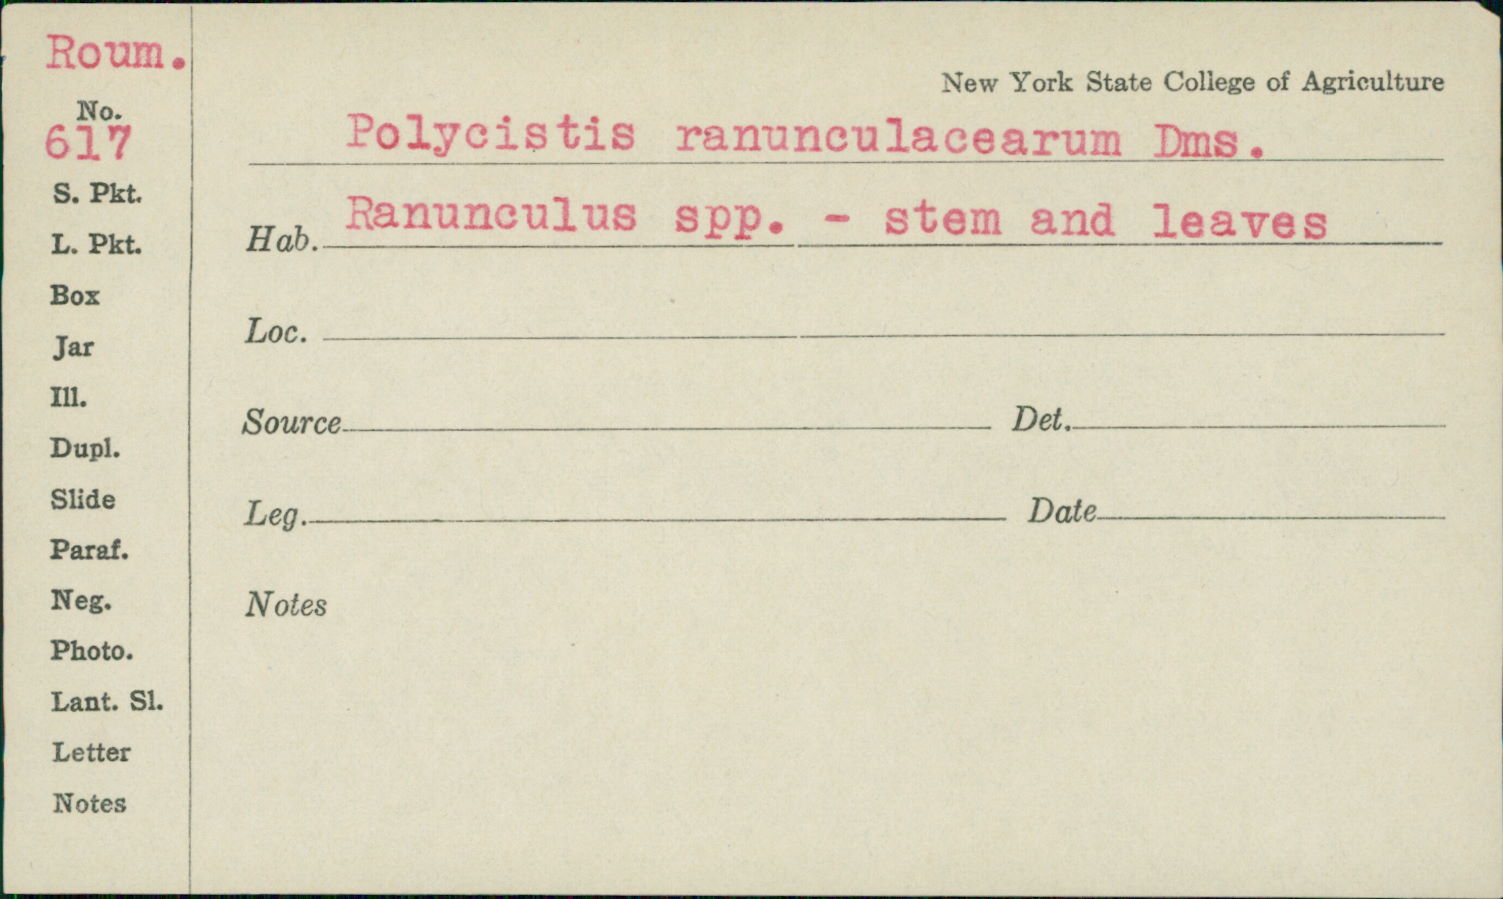 Roum.
New York State College of Agriculture
No.
617
Polycistis ranunculacearum Dms.
S. Pkt.
Hab. Ranunculus spp. - stem and leaves
L. Pkt.
Box
Loc.
Jar
Ill.
Source Det.
Dupl.
Slide
Leg. Date
Paraf.
Neg.
Notes
Photo.
Lant. Sl.
Letter
Notes